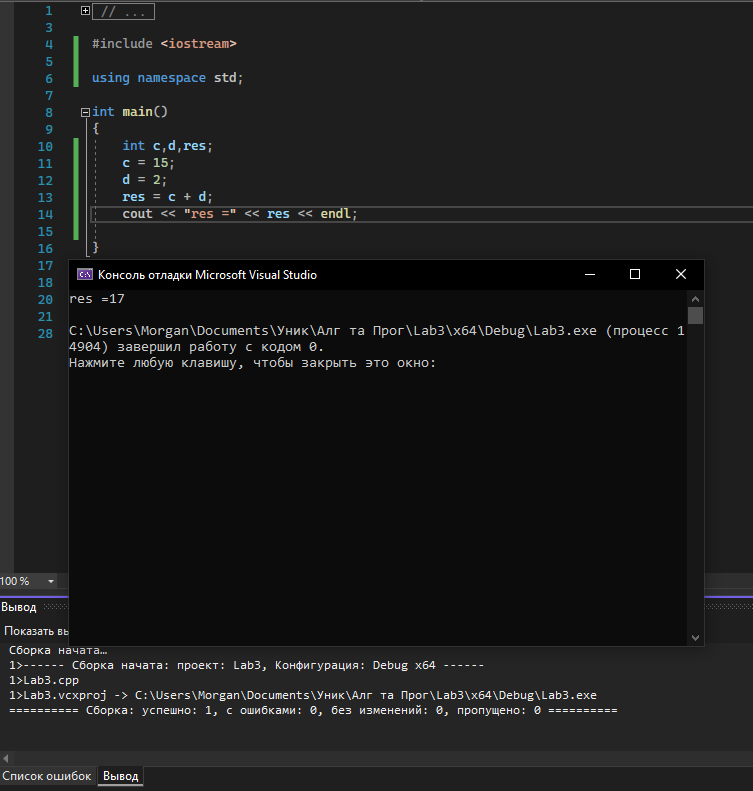 1 // ...
3
4 #include <iostream>
5
6 using namespace std;
7
8 int main()
9 {
10 int c,d,res;
11 c = 15;
12 d = 2;
13 res = c + d;
14 cout << "res =" << res << endl;
15
16 }
17
18
20
21
28
Консоль отладки Microsoft Visual Studio
res =17
C:\Users\Morgan\Documents\Уник\Алг та Прог\Lab3\x64\Debug\Lab3.exe (процесс 1
4904) завершил работу с кодом 0.
Нажмите любую клавишу, чтобы закрыть это окно:
100 %
Вывод
Показать вы
Сборка начата…
1>------ Сборка начата: проект: Lab3, Конфигурация: Debug x64 ------
1>Lab3.cpp
1>Lab3.vcxproj -> C:\Users\Morgan\Documents\Уник\Алг та Прог\Lab3\x64\Debug\Lab3.exe
========== Сборка: успешно: 1, с ошибками: 0, без изменений: 0, пропущено: 0 ==========
Список ошибок Вывод